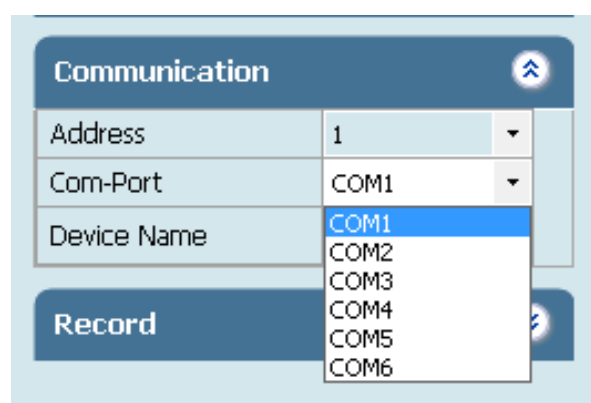 Communication
Address 1
Com-Port COM1
Device Name COM1
COM2
COM3
Record COM4
COM5
COM6